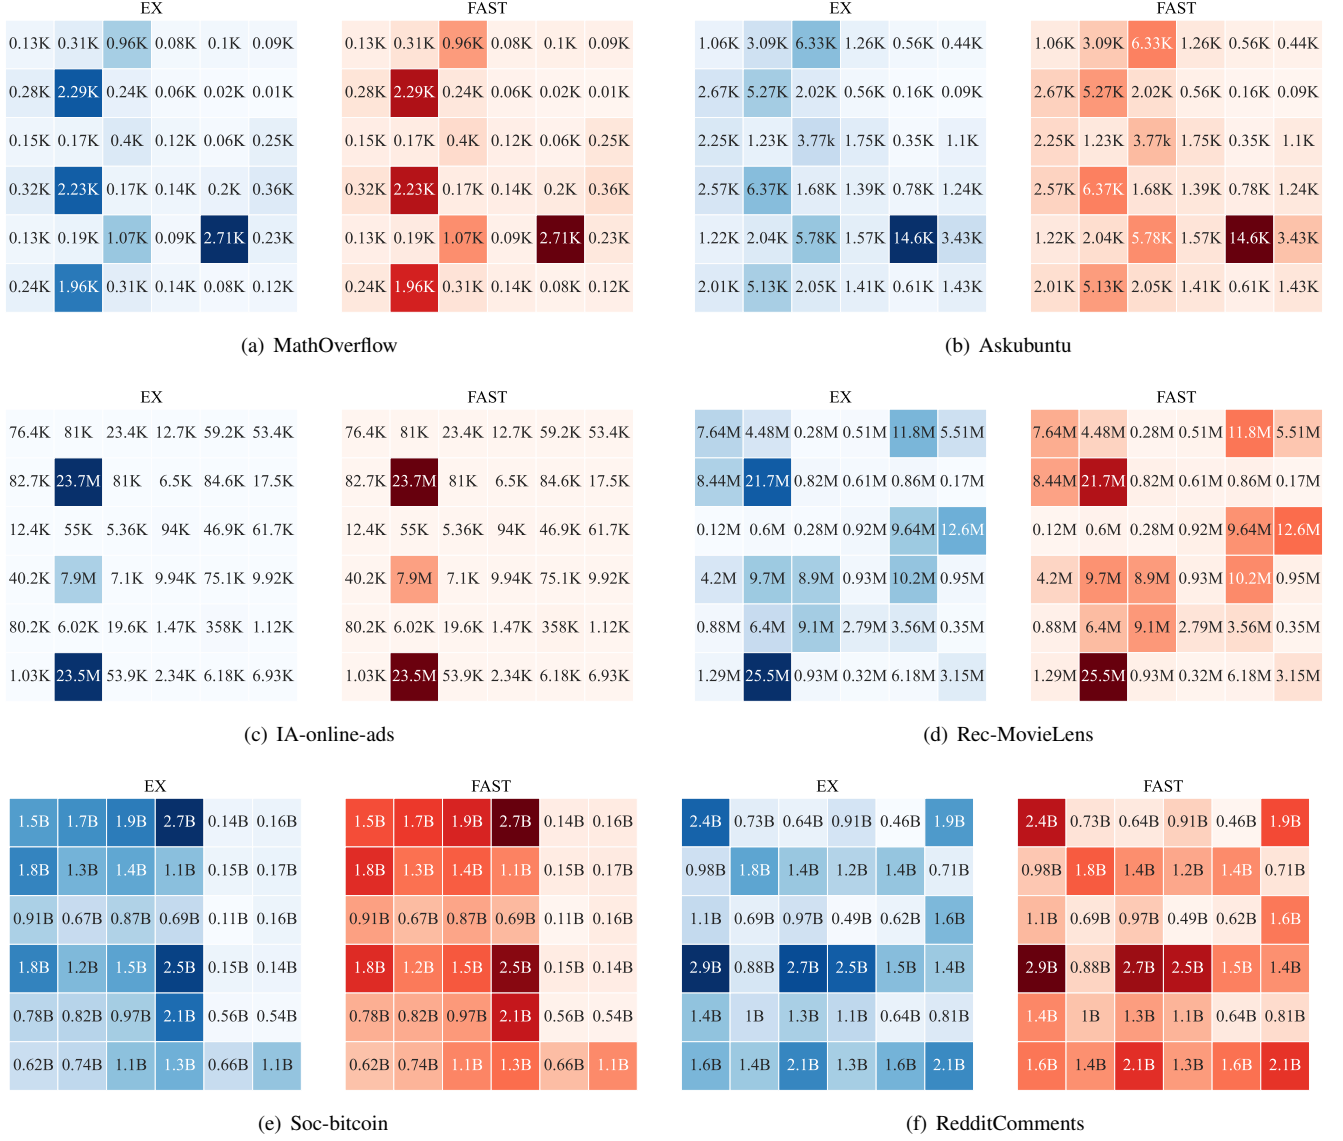 EX FAST EX FAST
0.13K 0.31K 0.96K 0.08K 0.1K 0.09K 0.13K 0.31K 0.96K 0.08K 0.1K 0.09K 1.06K 3.09K 6.33K 1.26K 0.56K 0.44K 1.06K 3.09K 6.33K 1.26K 0.56K 0.44K
0.28K 2.29K 0.24K 0.06K 0.02K 0.01K 0.28K 2.29K 0.24K 0.06K 0.02K 0.01K 2.67K 5.27K 2.02K 0.56K 0.16K 0.09K 2.67K 5.27K 2.02K 0.56K 0.16K 0.09K
0.15K 0.17K 0.4K 0.12K 0.06K 0.25K 0.15K 0.17K 0.4K 0.12K 0.06K 0.25K 2.25K 1.23K 3.77k 1.75K 0.35K 1.1K 2.25K 1.23K 3.77k 1.75K 0.35K 1.1K
0.32K 2.23K 0.17K 0.14K 0.2K 0.36K 0.32K 2.23K 0.17K 0.14K 0.2K 0.36K 2.57K 6.37K 1.68K 1.39K 0.78K 1.24K 2.57K 6.37K 1.68K 1.39K 0.78K 1.24K
0.13K 0.19K 1.07K 0.09K 2.71K 0.23K 0.13K 0.19K 1.07K 0.09K 2.71K 0.23K 1.22K 2.04K 5.78K 1.57K 14.6K 3.43K 1.22K 2.04K 5.78K 1.57K 14.6K 3.43K
0.24K 1.96K 0.31K 0.14K 0.08K 0.12K 0.24K 1.96K 0.31K 0.14K 0.08K 0.12K 2.01K 5.13K 2.05K 1.41K 0.61K 1.43K 2.01K 5.13K 2.05K 1.41K 0.61K 1.43K
(a) MathOverflow (b) Askubuntu
EX FAST EX FAST
76.4K 81K 23.4K 12.7K 59.2K 53.4K 76.4K 81K 23.4K 12.7K 59.2K 53.4K 7.64M 4.48M 0.28M 0.51M 11.8M 5.51M 7.64M 4.48M 0.28M 0.51M 11.8M 5.51M
82.7K 23.7M 81K 6.5K 84.6K 17.5K 82.7K 23.7M 81K 6.5K 84.6K 17.5K 8.44M 21.7M 0.82M 0.61M 0.86M 0.17M 8.44M 21.7M 0.82M 0.61M 0.86M 0.17M
12.4K 55K 5.36K 94K 46.9K 61.7K 12.4K 55K 5.36K 94K 46.9K 61.7K 0.12M 0.6M 0.28M 0.92M 9.64M 12.6M 0.12M 0.6M 0.28M 0.92M 9.64M 12.6M
40.2K 7.9M 7.1K 9.94K 75.1K 9.92K 40.2K 7.9M 7.1K 9.94K 75.1K 9.92K 4.2M 9.7M 8.9M 0.93M 10.2M 0.95M 4.2M 9.7M 8.9M 0.93M 10.2M 0.95M
80.2K 6.02K 19.6K 1.47K 358K 1.12K 80.2K 6.02K 19.6K 1.47K 358K 1.12K 0.88M 6.4M 9.1M 2.79M 3.56M 0.35M 0.88M 6.4M 9.1M 2.79M 3.56M 0.35M
1.03K 23.5M 53.9K 2.34K 6.18K 6.93K 1.03K 23.5M 53.9K 2.34K 6.18K 6.93K 1.29M 25.5M 0.93M 0.32M 6.18M 3.15M 1.29M 25.5M 0.93M 0.32M 6.18M 3.15M
(c) IA-online-ads (d) Rec-MovieLens
EX FAST EX FAST
1.5B 1.7B 1.9B 2.7B 0.14B 0.16B 1.5B 1.7B 1.9B 2.7B 0.14B 0.16B 2.4B 0.73B 0.64B 0.91B 0.46B 1.9B 2.4B 0.73B 0.64B 0.91B 0.46B 1.9B
1.8B 1.3B 1.4B 1.1B 0.15B 0.17B 1.8B 1.3B 1.4B 1.1B 0.15B 0.17B 0.98B 1.8B 1.4B 1.2B 1.4B 0.71B 0.98B 1.8B 1.4B 1.2B 1.4B 0.71B
0.91B 0.67B 0.87B 0.69B 0.11B 0.16B 0.91B 0.67B 0.87B 0.69B 0.11B 0.16B 1.1B 0.69B 0.97B 0.49B 0.62B 1.6B 1.1B 0.69B 0.97B 0.49B 0.62B 1.6B
1.8B 1.2B 1.5B 2.5B 0.15B 0.14B 1.8B 1.2B 1.5B 2.5B 0.15B 0.14B 2.9B 0.88B 2.7B 2.5B 1.5B 1.4B 2.9B 0.88B 2.7B 2.5B 1.5B 1.4B
0.78B 0.82B 0.97B 2.1B 0.56B 0.54B 0.78B 0.82B 0.97B 2.1B 0.56B 0.54B 1.4B 1B 1.3B 1.1B 0.64B 0.81B 1.4B 1B 1.3B 1.1B 0.64B 0.81B
0.62B 0.74B 1.1B 1.3B 0.66B 1.1B 0.62B 0.74B 1.1B 1.3B 0.66B 1.1B 1.6B 1.4B 2.1B 1.3B 1.6B 2.1B 1.6B 1.4B 2.1B 1.3B 1.6B 2.1B
(e) Soc-bitcoin (f) RedditComments